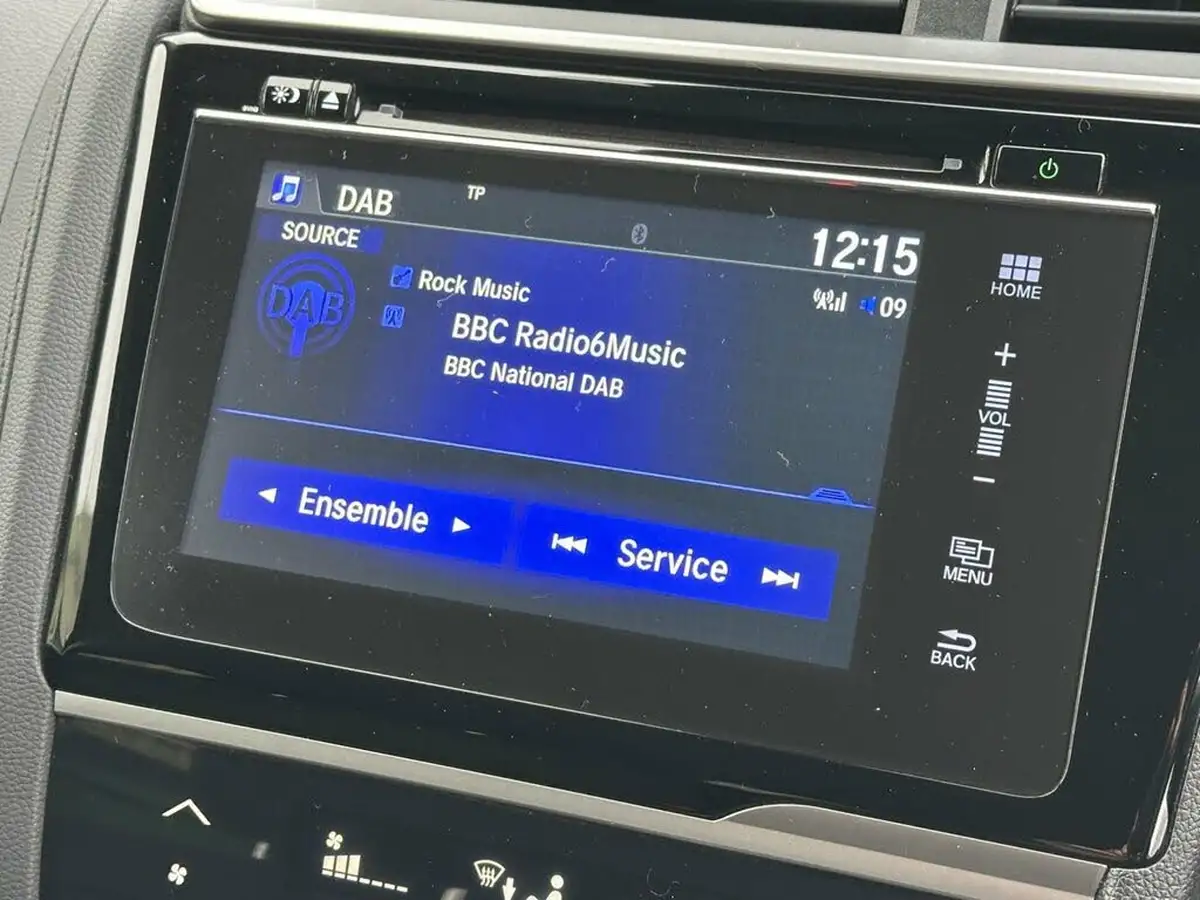 DAB
TP
12:15
SOURCE
DAB
Rock Music
09
BBC Radio6Music
BBC National DAB
Ensemble
Service
HOME
+
VOL
−
MENU
BACK